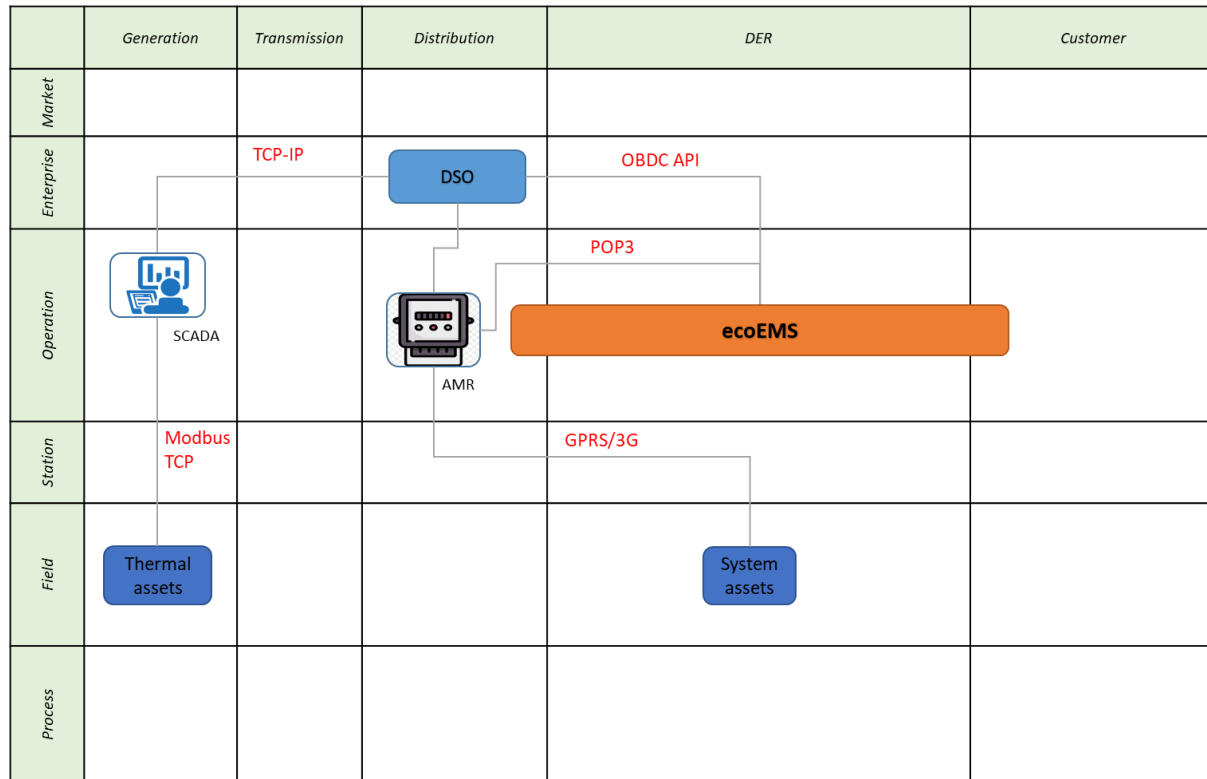 Generation
Transmission
Distribution
DER
Customer
Market
Enterprise
TCP-IP
DSO
OBDC API
Operation
SCADA
POP3
ecoEMS
AMR
Station
Modbus
TCP
GPRS/3G
Field
Thermal
assets
System
assets
Process